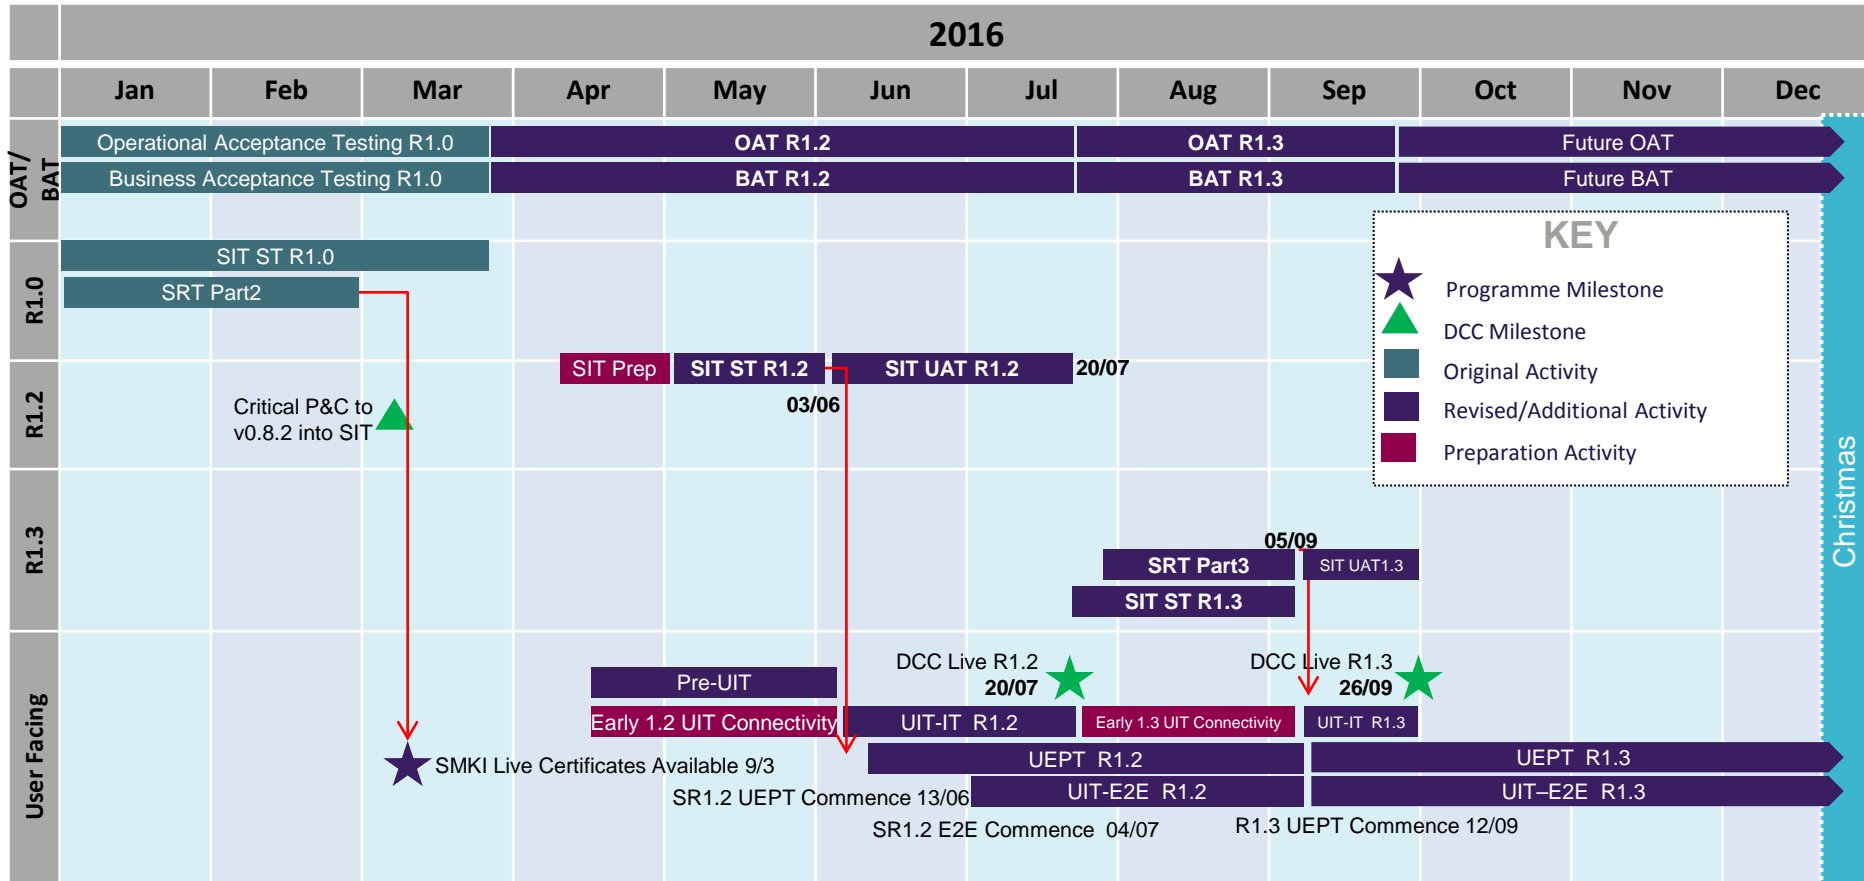 2016
Jan Feb Mar Apr May Jun Jul Aug Sep Oct Nov Dec
OAT/
BAT
Operational Acceptance Testing R1.0 OAT R1.2 OAT R1.3 Future OAT
Business Acceptance Testing R1.0 BAT R1.2 BAT R1.3 Future BAT
KEY
Programme Milestone
DCC Milestone
Original Activity
Revised/Additional Activity
Preparation Activity
Christmas
R1.0
SIT ST R1.0
SRT Part2
R1.2
SIT Prep SIT ST R1.2 SIT UAT R1.2 20/07
03/06
Critical P&C to
v0.8.2 into SIT
R1.3
05/09
SRT Part3 SIT UAT1.3
SIT ST R1.3
User Facing
DCC Live R1.2 DCC Live R1.3
20/07 26/09
Pre-UIT
Early 1.2 UIT Connectivity UIT-IT R1.2 Early 1.3 UIT Connectivity UIT-IT R1.3
SMKI Live Certificates Available 9/3 UEPT R1.2 UEPT R1.3
SR1.2 UEPT Commence 13/06 UIT-E2E R1.2 UIT–E2E R1.3
SR1.2 E2E Commence 04/07 R1.3 UEPT Commence 12/09